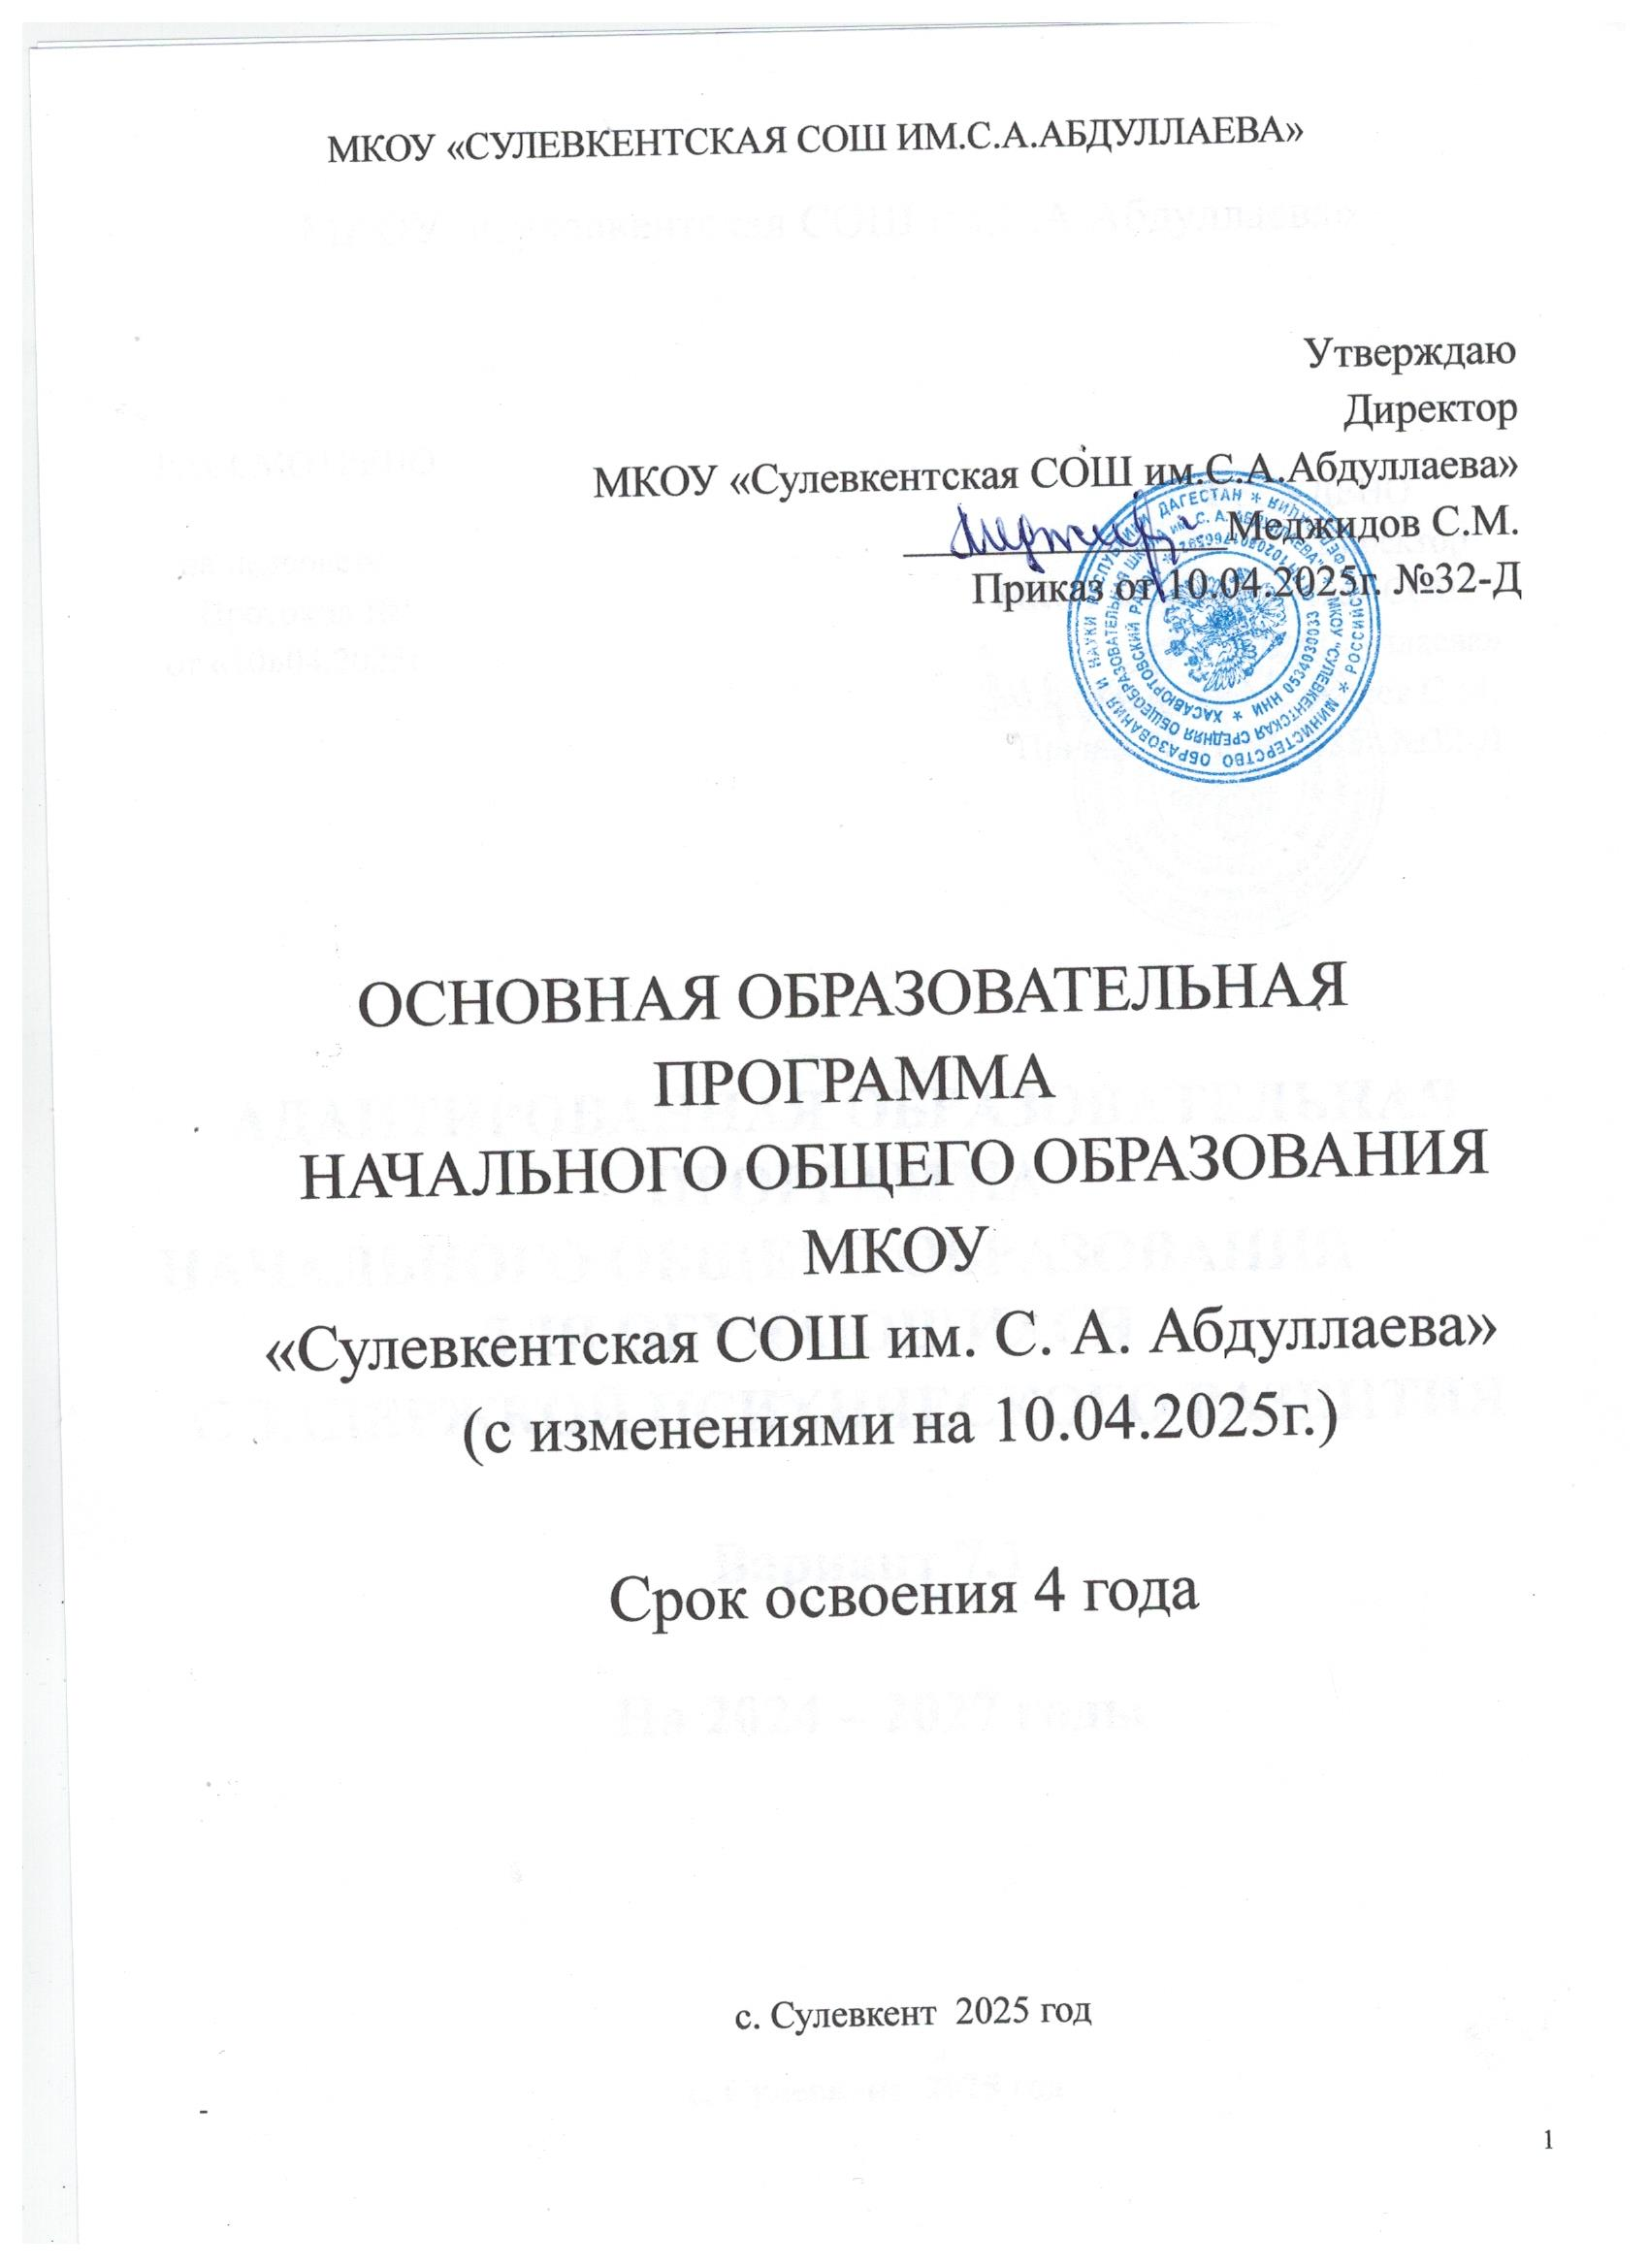 МКОУ «СУЛЕВКЕНТСКАЯ СОШ ИМ.С.А.АБДУЛЛАЕВА»
Утверждаю
Директор
МКОУ «Сулевкентская СОШ им.С.А.Абдуллаева»
Меджидов С.М.
Приказ от 10.04.2025г. №32-Д
ОСНОВНАЯ ОБРАЗОВАТЕЛЬНАЯ
ПРОГРАММА
НАЧАЛЬНОГО ОБЩЕГО ОБРАЗОВАНИЯ
МКОУ
«Сулевкентская СОШ им. С. А. Абдуллаева»
(с изменениями на 10.04.2025г.)
Срок освоения 4 года
с. Сулевкент 2025 год
1